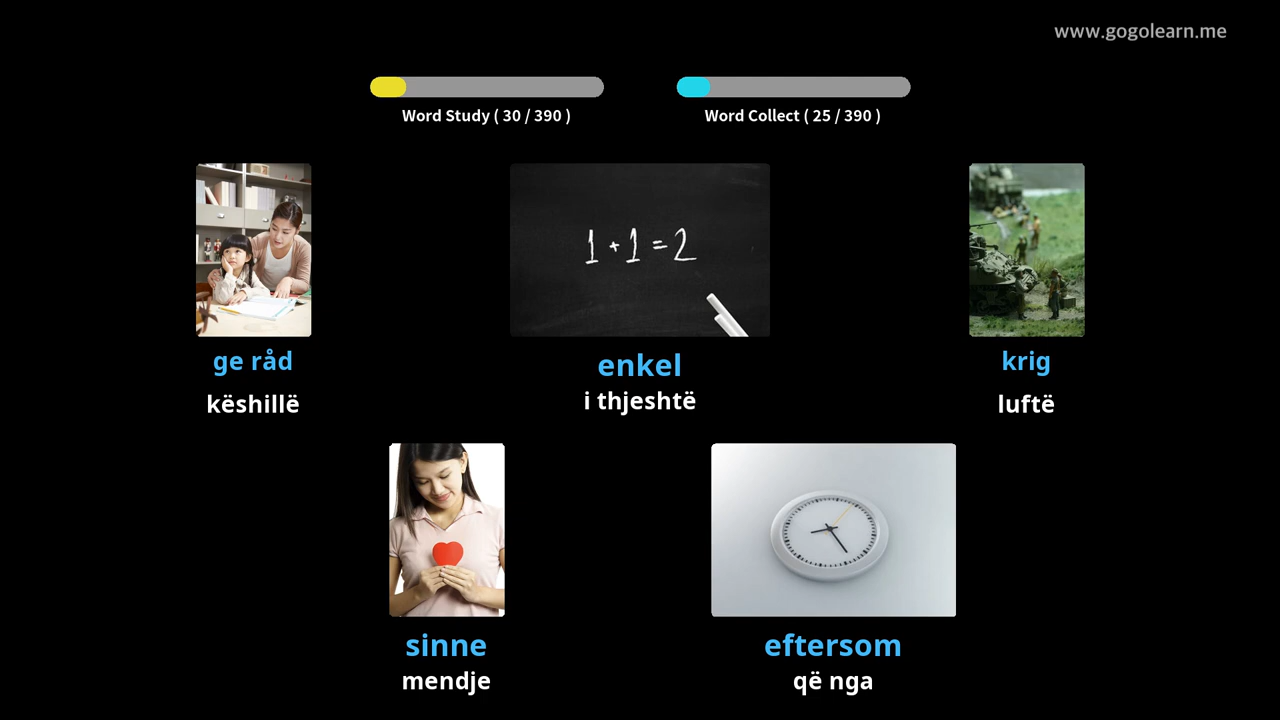 www.gogolearn.me
Word Study ( 30 / 390 )
Word Collect ( 25 / 390 )
1 + 1 = 2
ge råd
enkel
krig
këshillë
i thjeshtë
luftë
sinne
eftersom
mendje
që nga